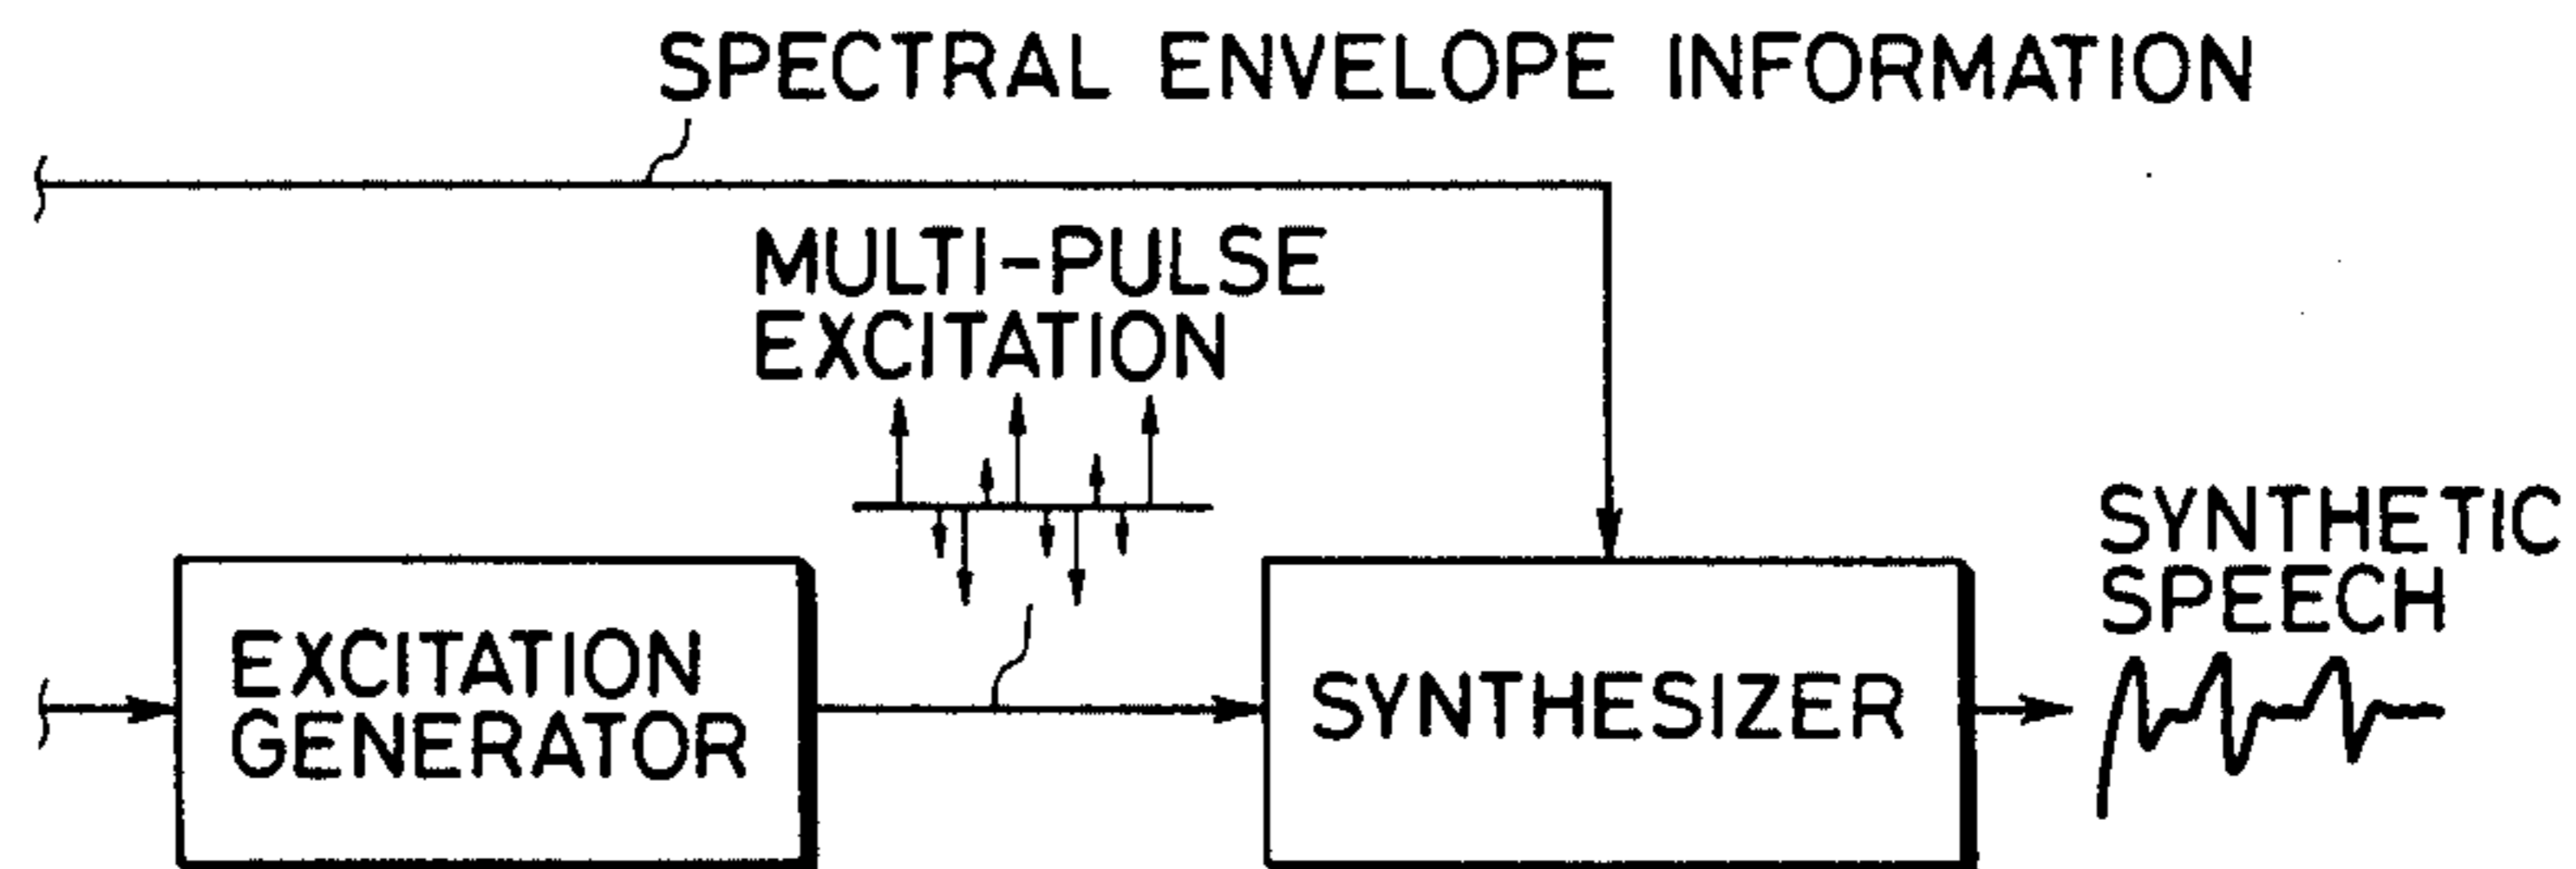 SPECTRAL ENVELOPE INFORMATION
MULTI-PULSE
EXCITATION
EXCITATION
GENERATOR
SYNTHESIZER
SYNTHETIC
SPEECH